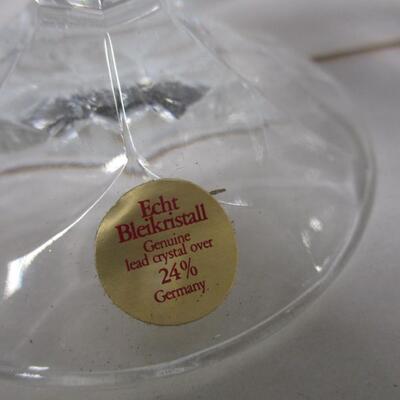 Echt
Bleikristall
Genuine
lead crystal over
24%
Germany